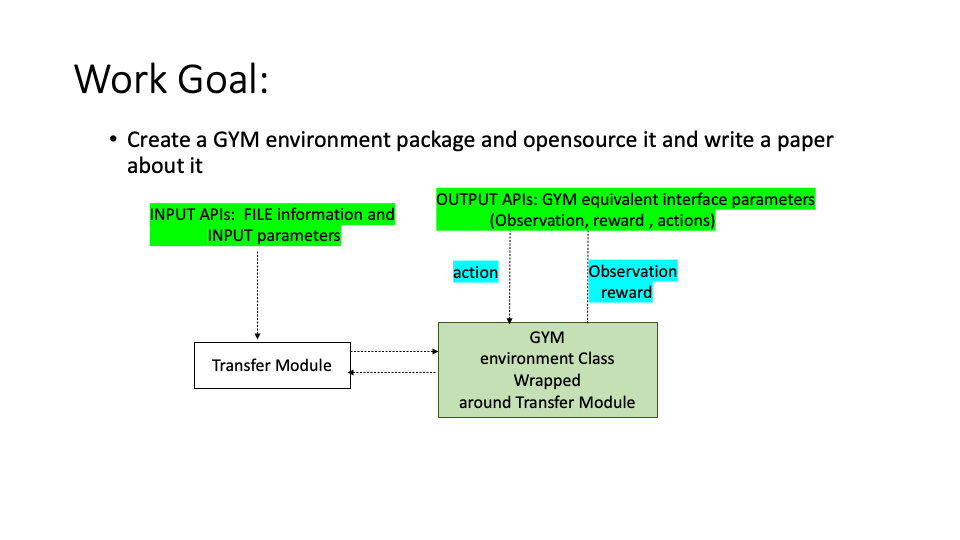 Work Goal:
• Create a GYM environment package and opensource it and write a paper
about it
INPUT APIs:  FILE information and
INPUT parameters
OUTPUT APIs: GYM equivalent interface parameters
(Observation, reward , actions)
action
Observation
reward
Transfer Module
GYM
environment Class
Wrapped
around Transfer Module